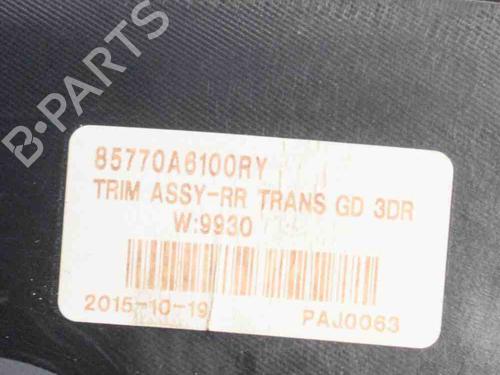 B-PARTS
85770A6100RY
TRIM ASSY-RR TRANS GD 3DR
W:9930
2015-10-19
PAJ0063